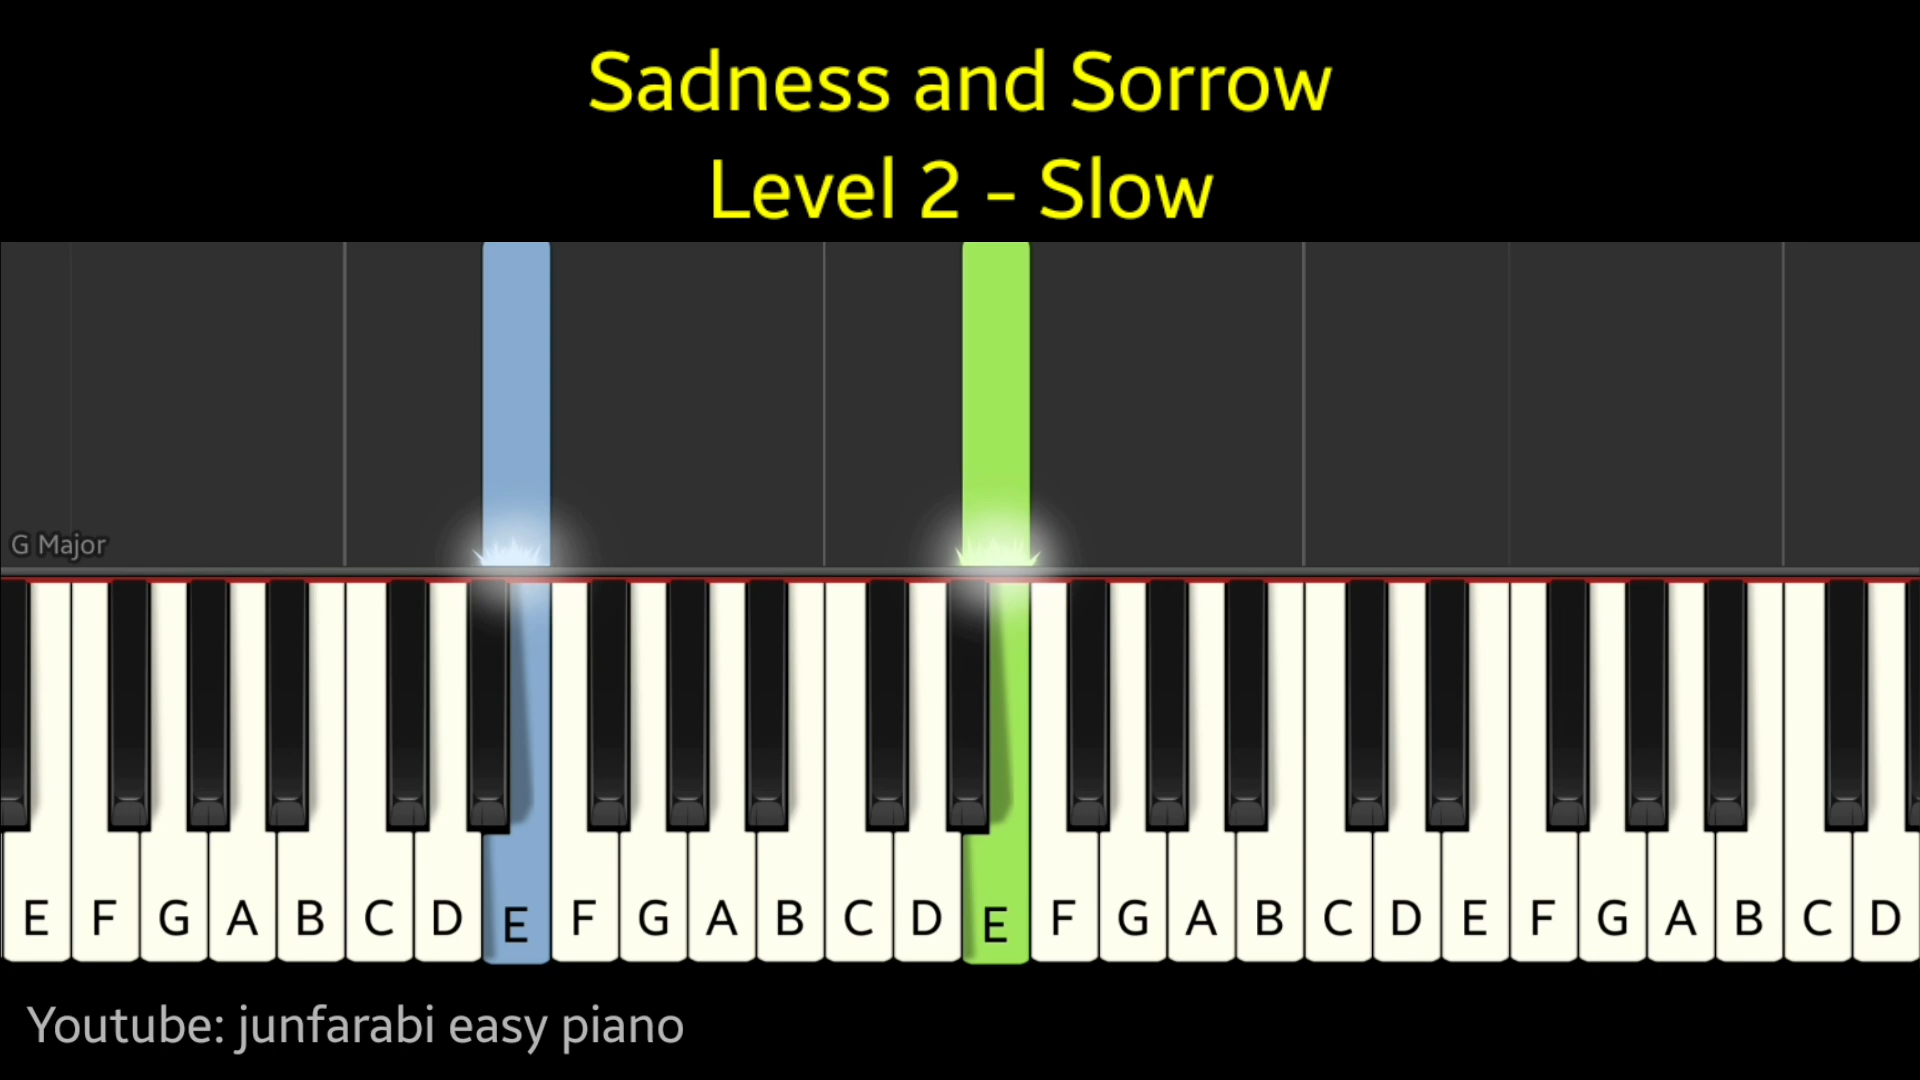 Sadness and Sorrow
Level 2 - Slow
G Major
E F G A B C D E F G A B C D E F G A B C D E F G A B C D
Youtube: junfarabi easy piano